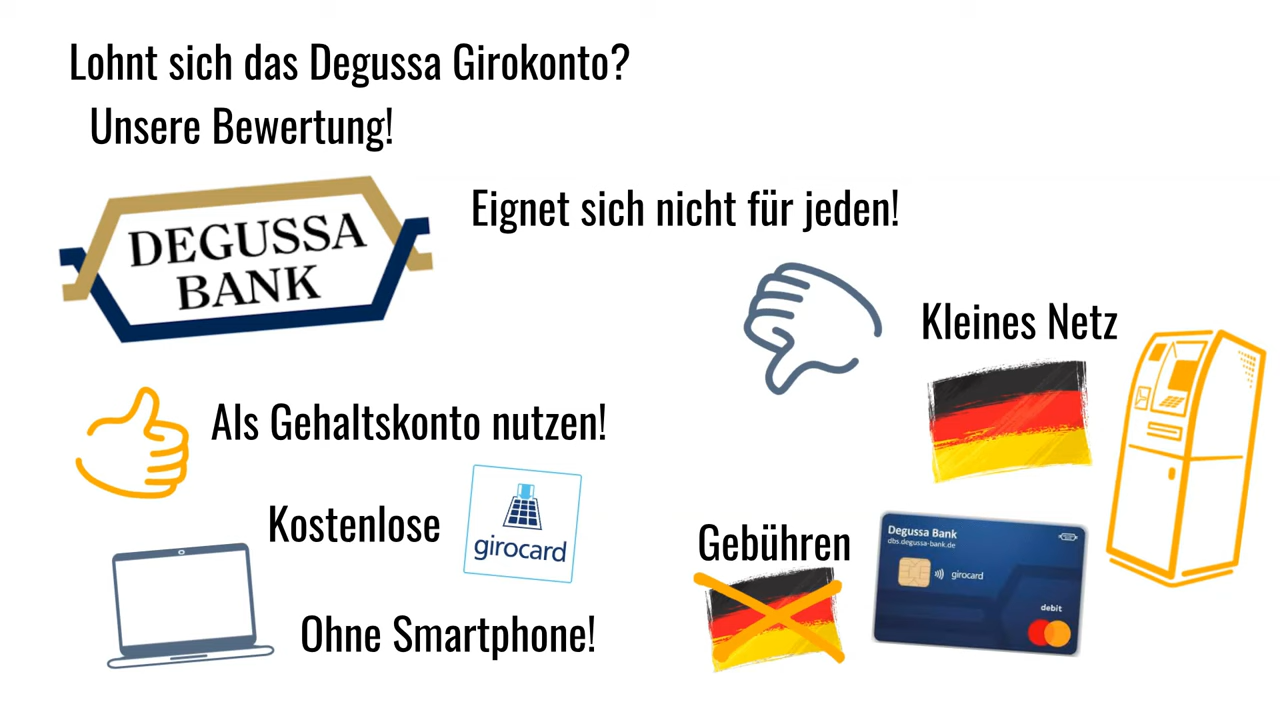 Lohnt sich das Degussa Girokonto?
Unsere Bewertung!
DEGUSSA
BANK
Eignet sich nicht für jeden!
Kleines Netz
Als Gehaltskonto nutzen!
Kostenlose
girocard
Ohne Smartphone!
Gebühren
Degussa Bank
dbs.degussa-bank.de
girocard
debit